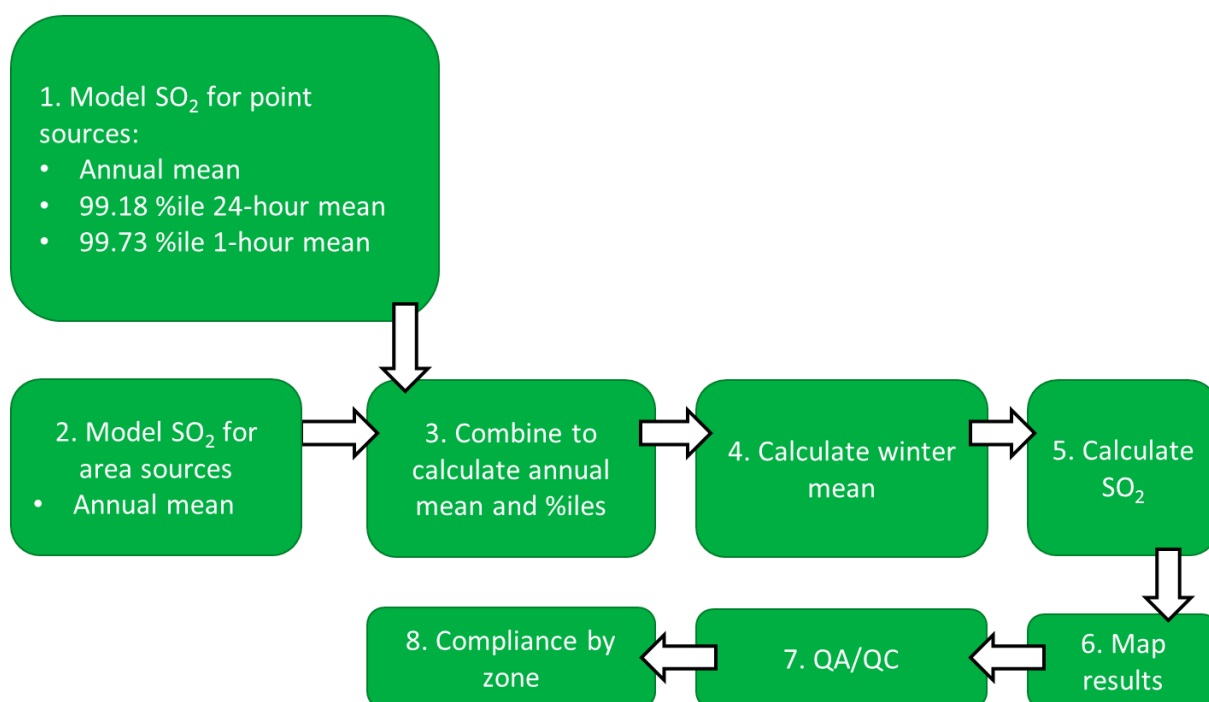 1. Model SO₂ for point
sources:
• Annual mean
• 99.18 %ile 24-hour mean
• 99.73 %ile 1-hour mean
2. Model SO₂ for
area sources
• Annual mean
3. Combine to
calculate annual
mean and %iles
4. Calculate winter
mean
5. Calculate
SO₂
6. Map
results
7. QA/QC
8. Compliance by
zone